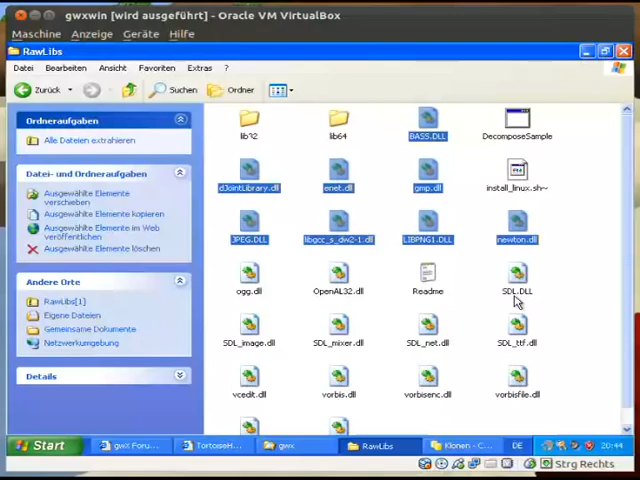 gwxwin [wird ausgeführt] - Oracle VM VirtualBox
Maschine Anzeige Geräte Hilfe
RawLibs
Datei Bearbeiten Ansicht Favoriten Extras ?
Zurück Suchen Ordner
Ordneraufgaben
Alle Dateien extrahieren
Datei- und Ordneraufgaben
Ausgewählte Elemente
verschieben
Ausgewählte Elemente kopieren
Ausgewählte Elemente im Web
veröffentlichen
Ausgewählte Elemente löschen
Andere Orte
RawLibs[1]
Eigene Dateien
Gemeinsame Dokumente
Netzwerkumgebung
Details
lib32 lib64 BASS.DLL DecomposeSample
dJointLibrary.dll enet.dll gmp.dll install_linux.sh~
JPEG.DLL libgcc_s_dw2-1.dll LIBPNG1.DLL newton.dll
ogg.dll OpenAL32.dll Readme SDL.DLL
SDL_image.dll SDL_mixer.dll SDL_net.dll SDL_ttf.dll
vcedit.dll vorbis.dll vorbisenc.dll vorbisfile.dll
Start gwX Foru... TortoiseH... gwx RawLibs Klonen - C... DE 20:44
Strg Rechts